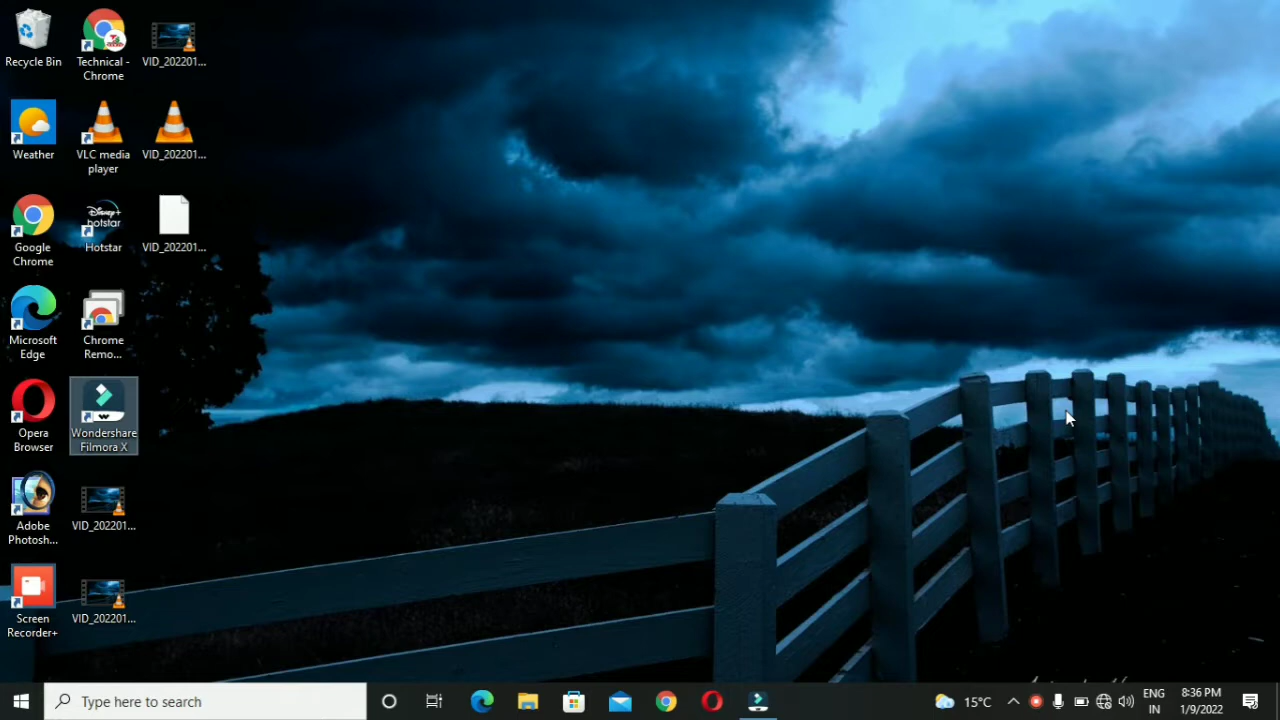 Recycle Bin
Technical -
Chrome
VID_202201...
Weather
VLC media
player
VID_202201...
Google
Chrome
Disney+
hotstar
Hotstar
VID_202201...
Microsoft
Edge
Chrome
Remo...
Opera
Browser
Wondershare
Filmora X
Adobe
Photosh...
VID_202201...
Screen
Recorder+
VID_202201...
Type here to search
15°C
ENG
IN
8:36 PM
1/9/2022